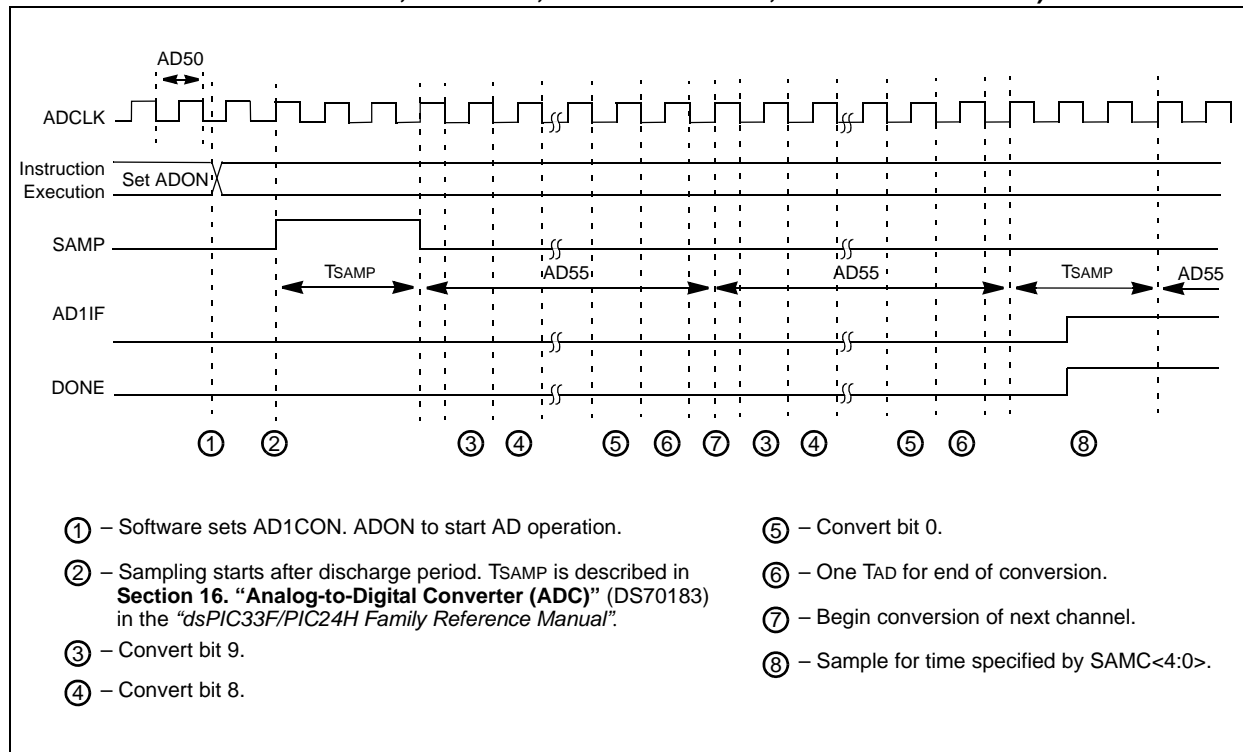 AD50
ADCLK
Instruction
Execution
Set ADON
SAMP
TSAMP
AD55
AD55
TSAMP
AD55
AD1IF
DONE
1 2 3 4 5 6 7 3 4 5 6 8
1 – Software sets AD1CON. ADON to start AD operation.
2 – Sampling starts after discharge period. TSAMP is described in
Section 16. “Analog-to-Digital Converter (ADC)” (DS70183)
in the “dsPIC33F/PIC24H Family Reference Manual”.
3 – Convert bit 9.
4 – Convert bit 8.
5 – Convert bit 0.
6 – One TAD for end of conversion.
7 – Begin conversion of next channel.
8 – Sample for time specified by SAMC<4:0>.